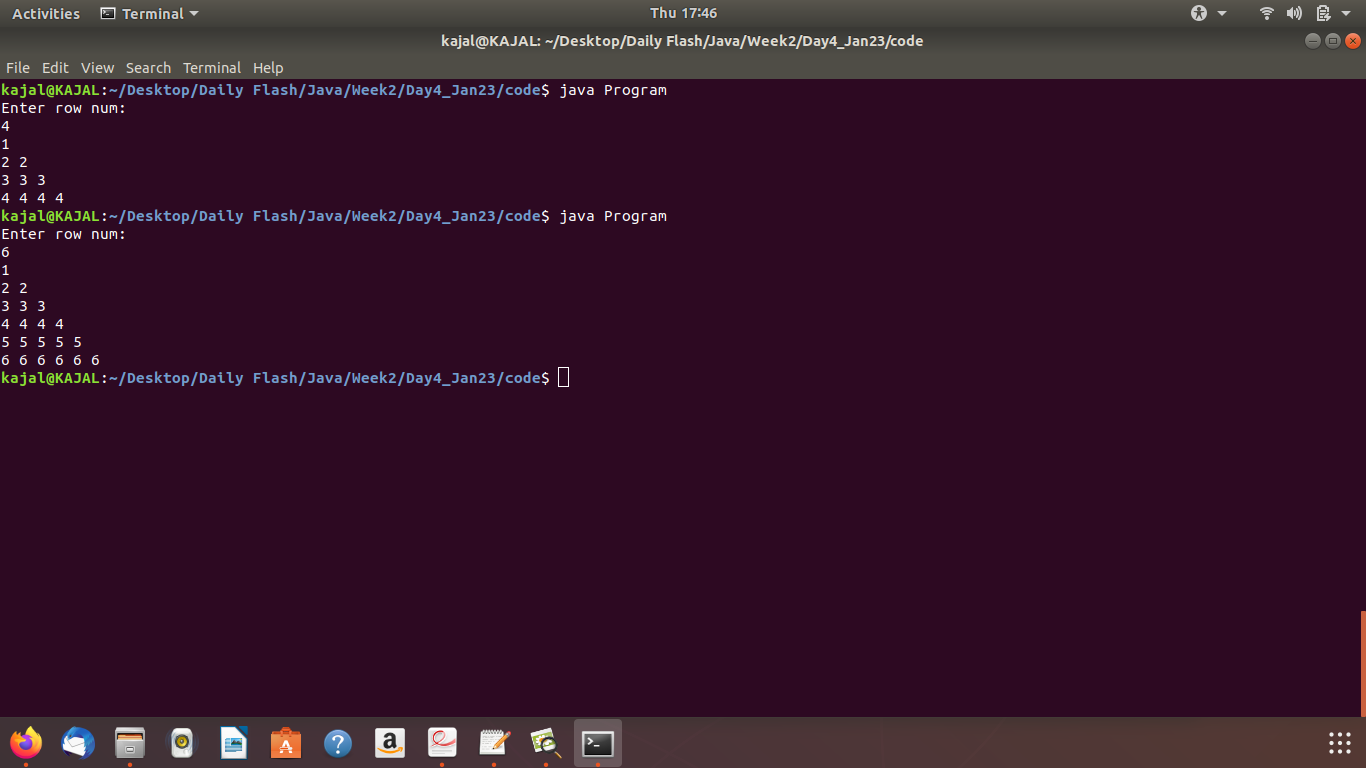 Activities Terminal Thu 17:46
kajal@KAJAL: ~/Desktop/Daily Flash/Java/Week2/Day4_Jan23/code
File Edit View Search Terminal Help
kajal@KAJAL:~/Desktop/Daily Flash/Java/Week2/Day4_Jan23/code$ java Program
Enter row num:
4
1
2 2
3 3 3
4 4 4 4
kajal@KAJAL:~/Desktop/Daily Flash/Java/Week2/Day4_Jan23/code$ java Program
Enter row num:
6
1
2 2
3 3 3
4 4 4 4
5 5 5 5 5
6 6 6 6 6 6
kajal@KAJAL:~/Desktop/Daily Flash/Java/Week2/Day4_Jan23/code$